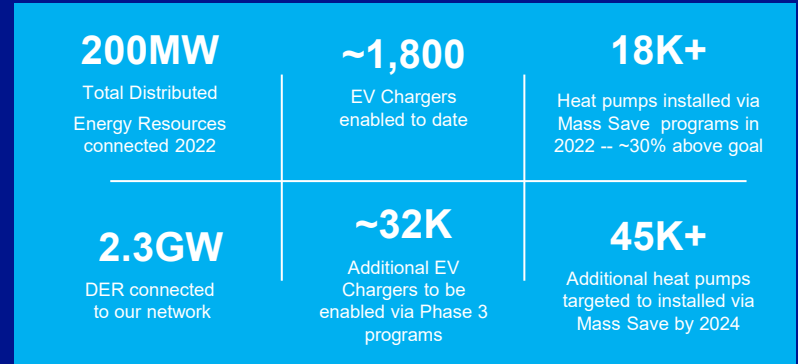 200MW
Total Distributed
Energy Resources
connected 2022
~1,800
EV Chargers
enabled to date
18K+
Heat pumps installed via
Mass Save programs in
2022 -- ~30% above goal
2.3GW
DER connected
to our network
~32K
Additional EV
Chargers to be
enabled via Phase 3
programs
45K+
Additional heat pumps
targeted to installed via
Mass Save by 2024